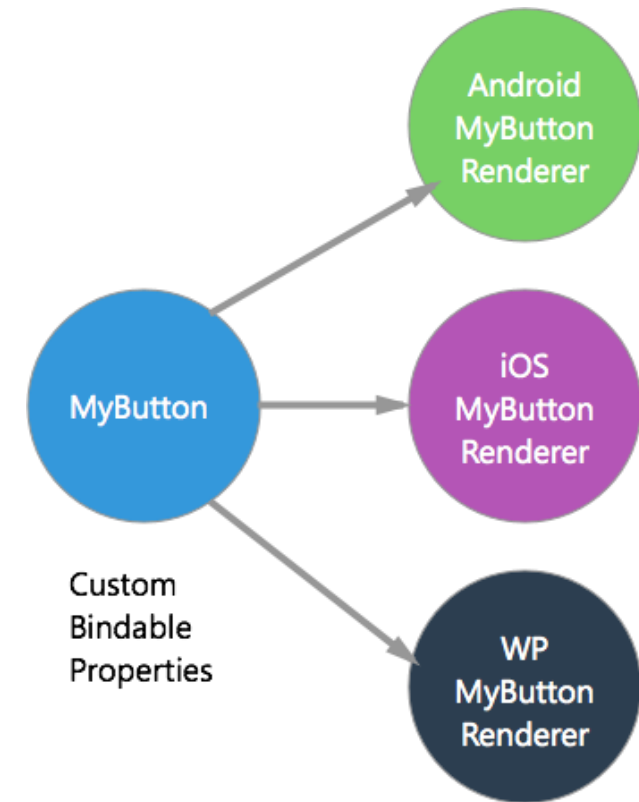 Android
MyButton
Renderer
MyButton
iOS
MyButton
Renderer
Custom
Bindable
Properties
WP
MyButton
Renderer